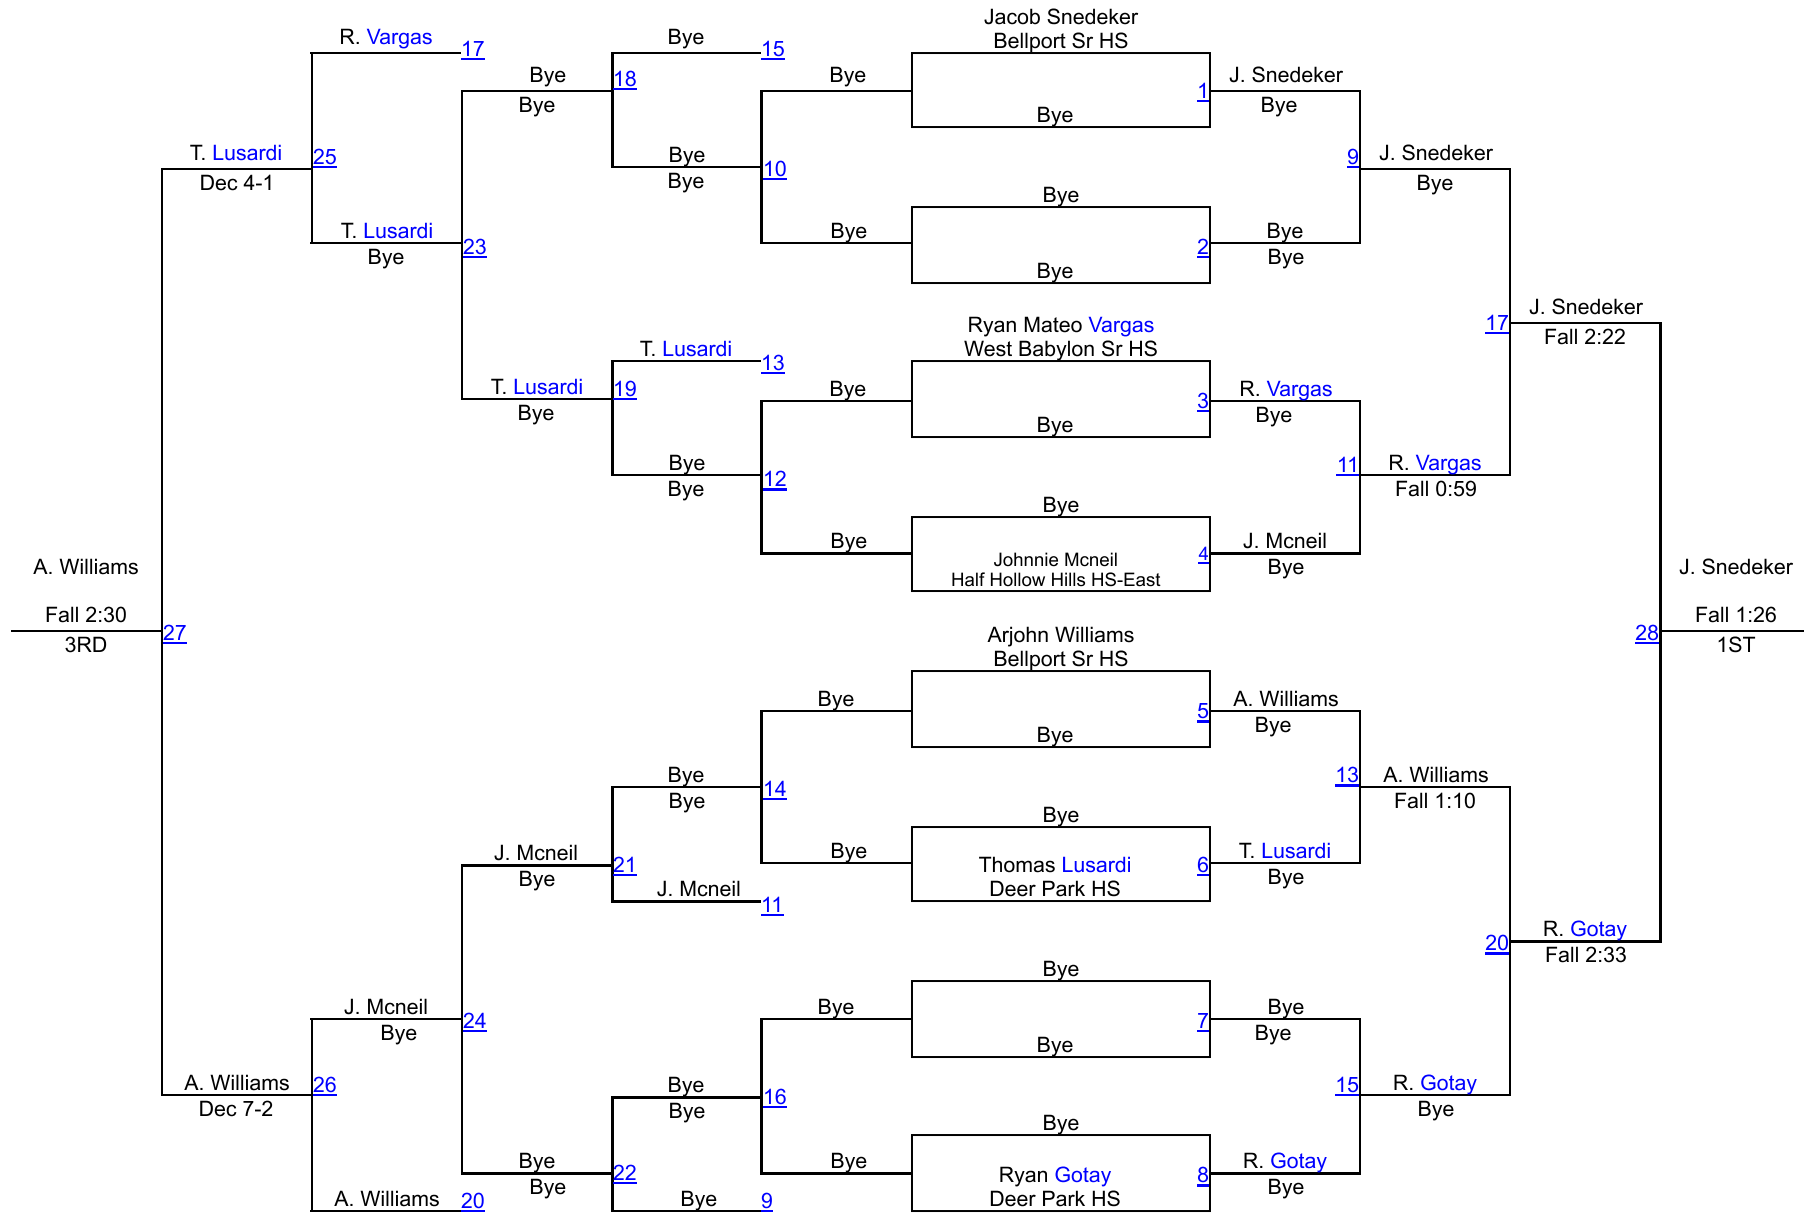 Jacob Snedeker
R. Vargas
Bye
Bellport Sr HS
17
15
Bye
Bye
J. Snedeker
18
1
Bye
Bye
Bye
T. Lusardi
25
Bye
10
9
J. Snedeker
Dec 4-1
Bye
Bye
Bye
T. Lusardi
Bye
Bye
23
2
Bye
Bye
Bye
J. Snedeker
Ryan Mateo Vargas
17
Fall 2:22
T. Lusardi
West Babylon Sr HS
13
T. Lusardi
19
Bye
3
R. Vargas
Bye
Bye
Bye
Bye
12
11
R. Vargas
Bye
Fall 0:59
Bye
Bye
J. Mcneil
Johnnie Mcneil
4
A. Williams
Bye
J. Snedeker
Half Hollow Hills HS-East
Fall 2:30
Fall 1:26
27
Arjohn Williams
28
3RD
1ST
Bellport Sr HS
Bye
A. Williams
5
Bye
Bye
Bye
14
13
A. Williams
Bye
Fall 1:10
Bye
J. Mcneil
Bye
T. Lusardi
21
Thomas Lusardi
6
Bye
J. Mcneil
Deer Park HS
Bye
11
R. Gotay
20
Fall 2:33
Bye
J. Mcneil
Bye
Bye
24
7
Bye
Bye
Bye
A. Williams
26
Bye
16
15
R. Gotay
Dec 7-2
Bye
Bye
Bye
Bye
Bye
R. Gotay
22
Ryan Gotay
8
Bye
Bye
A. Williams
20
Bye
9
Deer Park HS